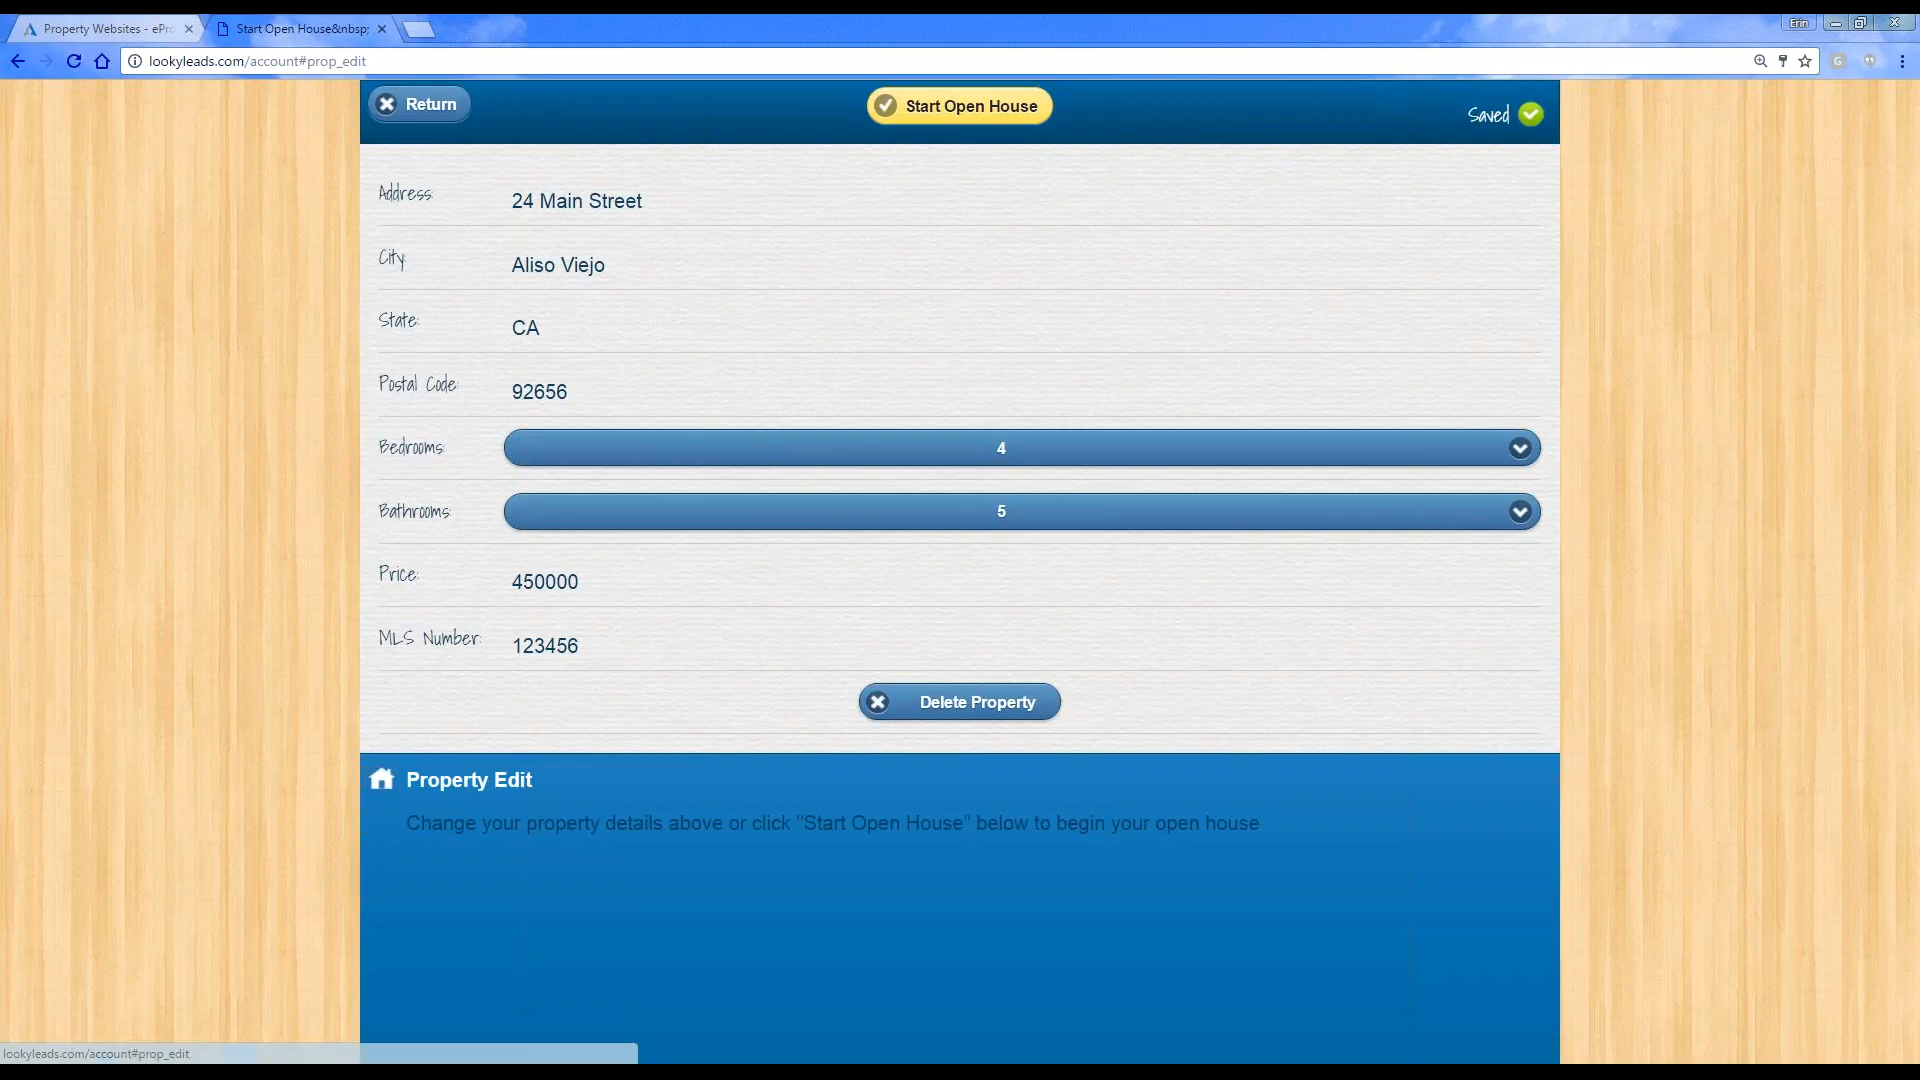 Property Websites - ePro
Start Open House&nbsp;
Erin
lookyleads.com/account#prop_edit
Return
Start Open House
Saved
Address:
24 Main Street
City:
Aliso Viejo
State:
CA
Postal Code:
92656
Bedrooms:
4
Bathrooms:
5
Price:
450000
MLS Number:
123456
Delete Property
Property Edit
Change your property details above or click "Start Open House" below to begin your open house
lookyleads.com/account#prop_edit